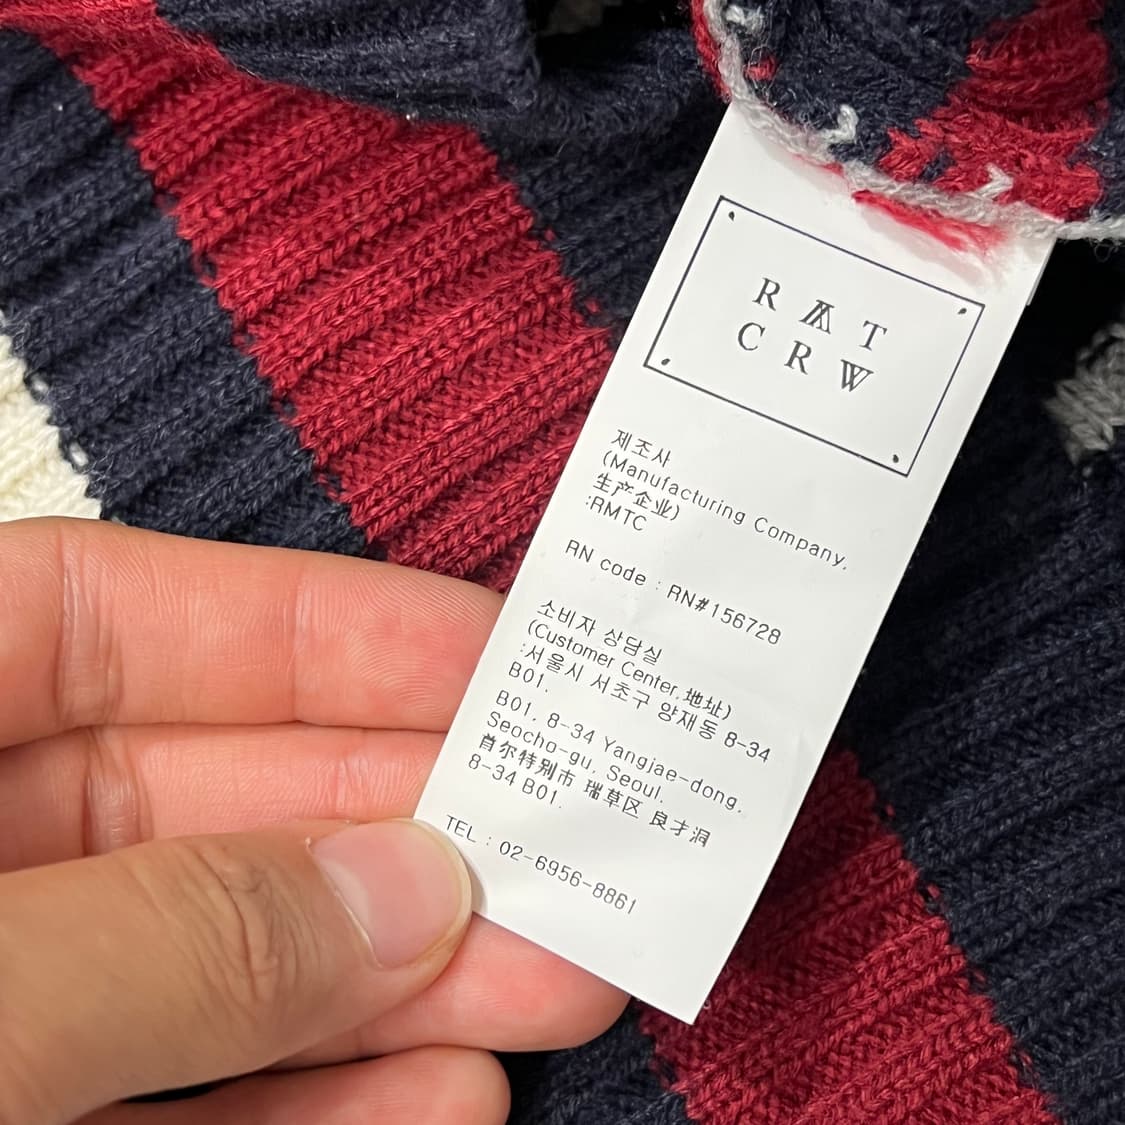 R M T
C R W
제조사
(Manufacturing Company,
生产企业)
:RMTC
RN code : RN#156728
소비자 상담실
(Customer Center,地址)
:서울시 서초구 양재동 8-34
B01.
B01, 8-34 Yangjae-dong,
Seocho-gu, Seoul.
首尔特别市 瑞草区 良才洞
8-34 B01.
TEL : 02-6956-8861